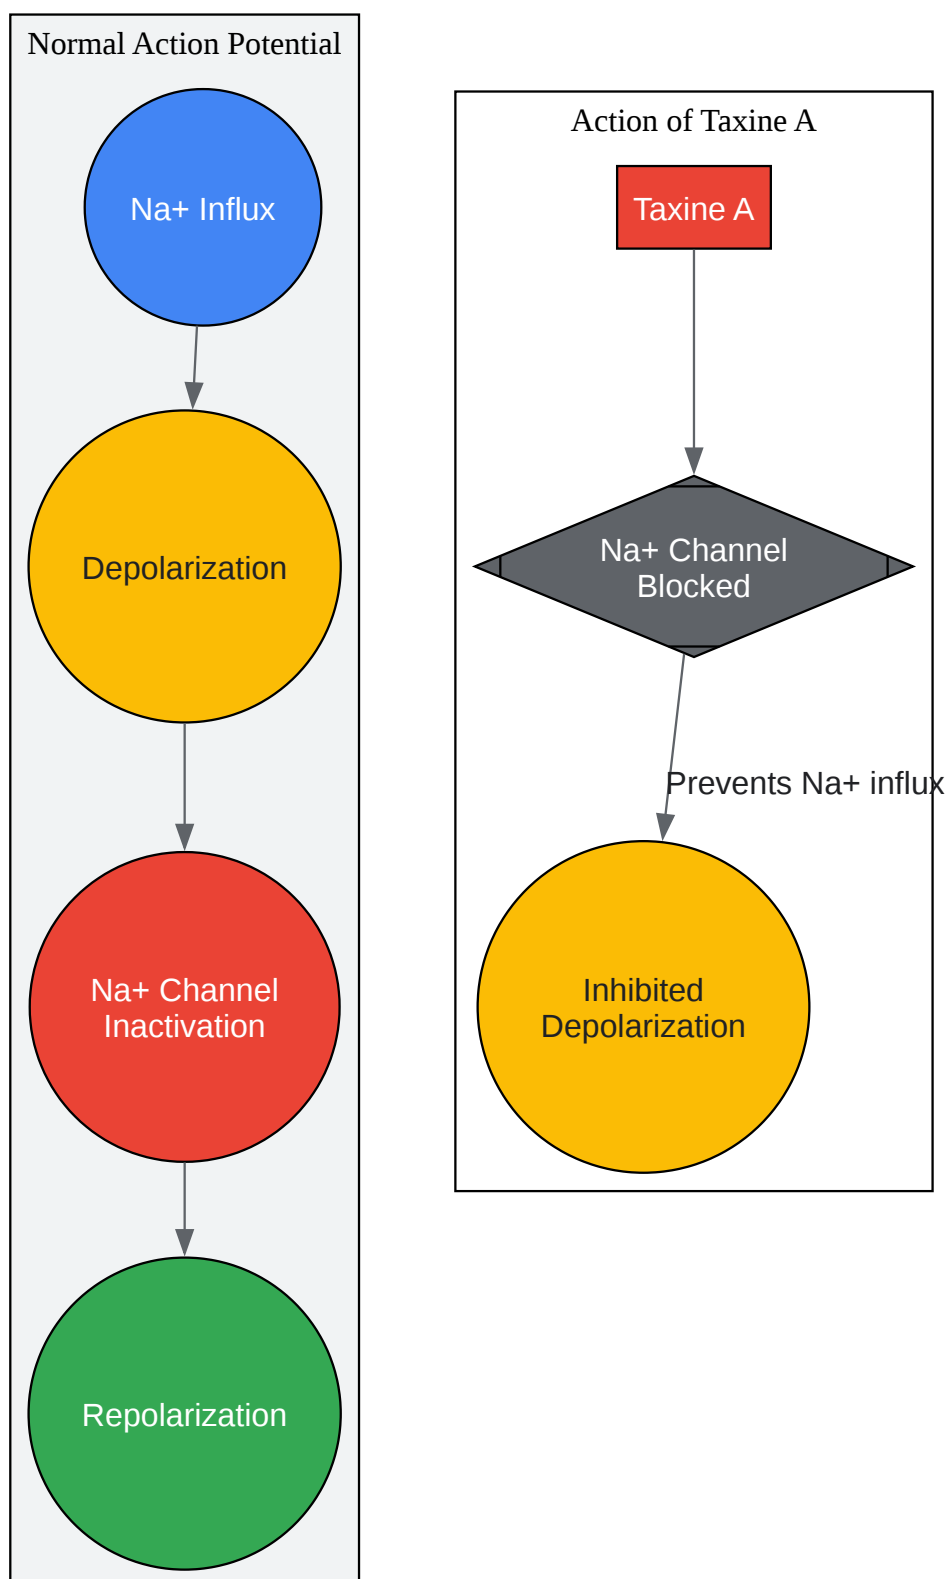 Normal Action Potential
Na+ Influx
Depolarization
Na+ Channel
Inactivation
Repolarization
Action of Taxine A
Taxine A
Na+ Channel
Blocked
Prevents Na+ influx
Inhibited
Depolarization